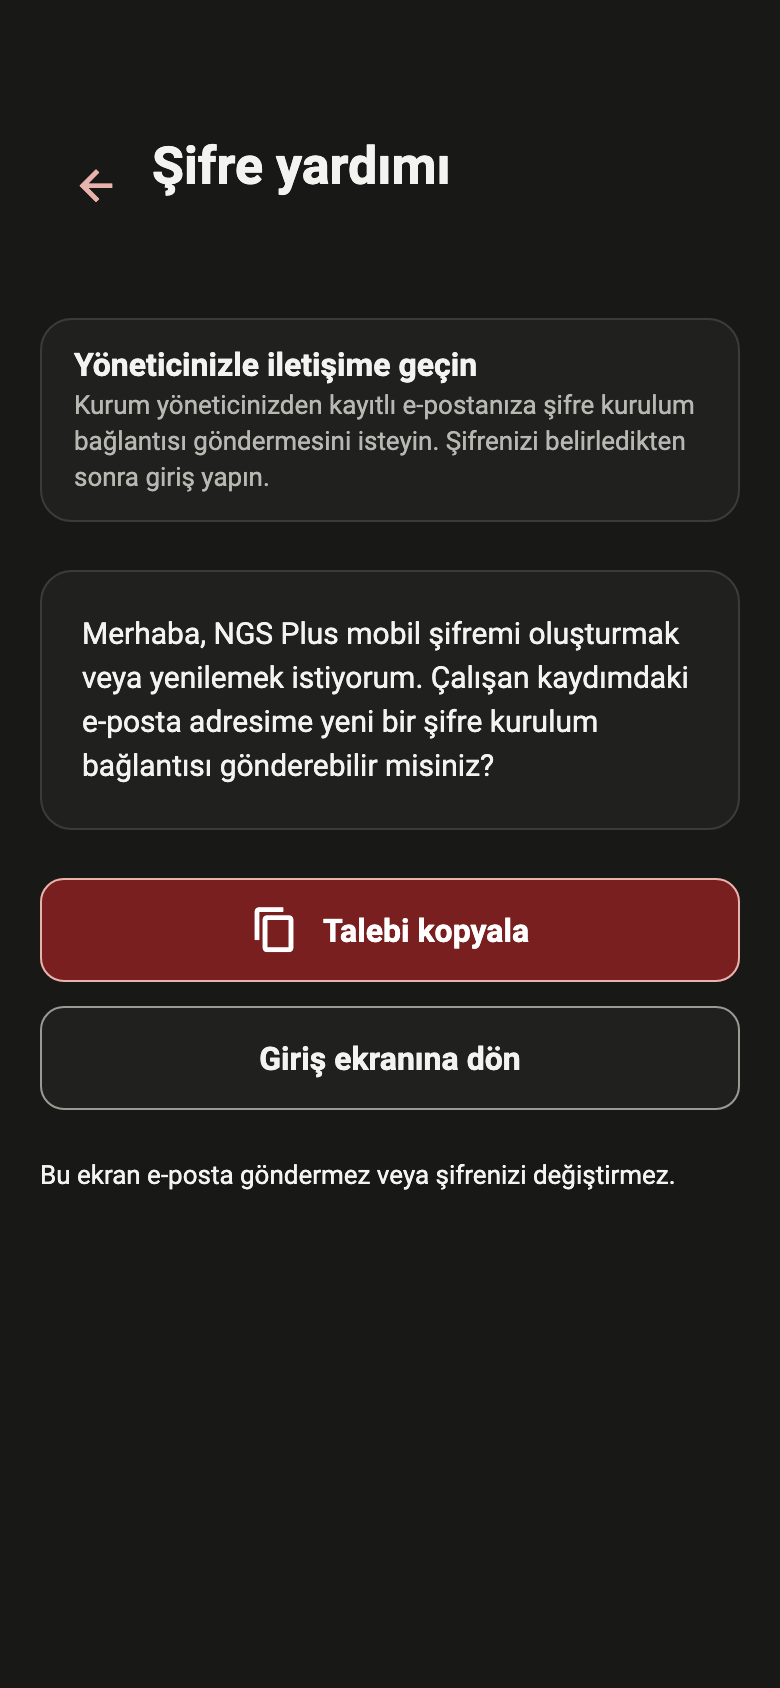 Şifre yardımı
Yöneticinizle iletişime geçin
Kurum yöneticinizden kayıtlı e-postanıza şifre kurulum
bağlantısı göndermesini isteyin. Şifrenizi belirledikten
sonra giriş yapın.
Merhaba, NGS Plus mobil şifremi oluşturmak
veya yenilemek istiyorum. Çalışan kaydımdaki
e-posta adresime yeni bir şifre kurulum
bağlantısı gönderebilir misiniz?
Talebi kopyala
Giriş ekranına dön
Bu ekran e-posta göndermez veya şifrenizi değiştirmez.